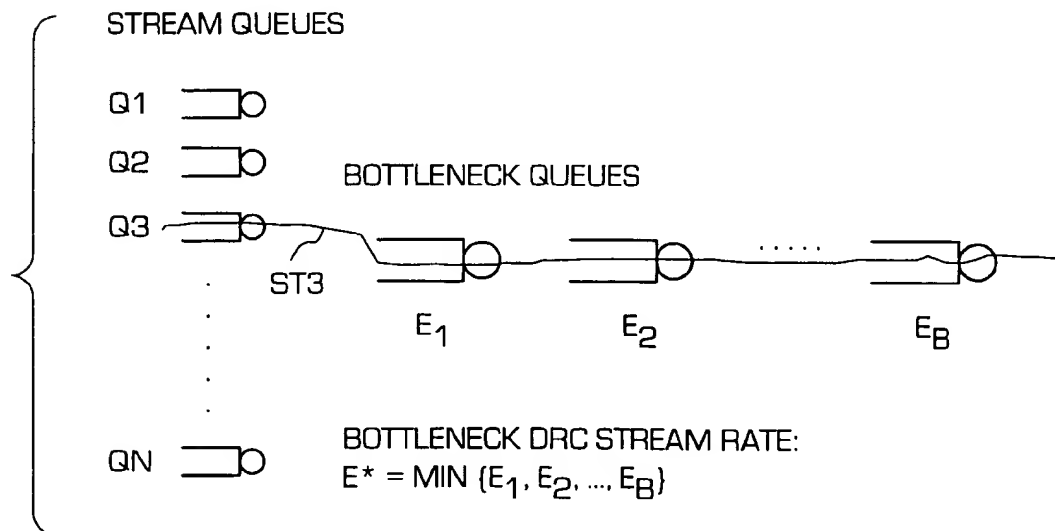 STREAM QUEUES
Q1
Q2
BOTTLENECK QUEUES
Q3
ST3
E1
E2
EB
QN
BOTTLENECK DRC STREAM RATE:
E* = MIN {E1, E2, ..., EB}